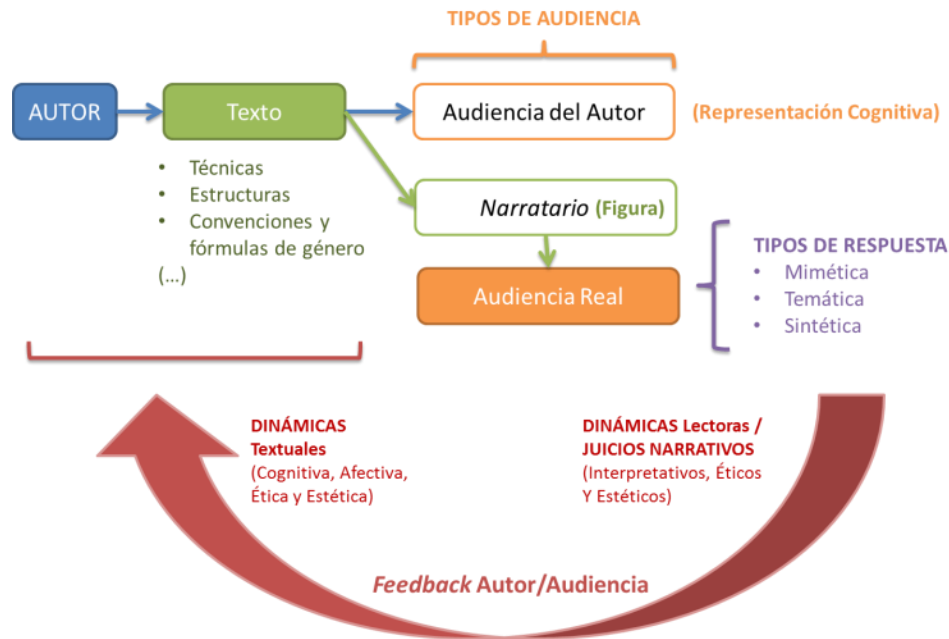 TIPOS DE AUDIENCIA
AUTOR
Texto
Audiencia del Autor
(Representación Cognitiva)
• Técnicas
• Estructuras
• Convenciones y
fórmulas de género
(...)
Narratario (Figura)
Audiencia Real
TIPOS DE RESPUESTA
• Mimética
• Temática
• Sintética
DINÁMICAS
Textuales
(Cognitiva, Afectiva,
Ética y Estética)
DINÁMICAS Lectoras /
JUICIOS NARRATIVOS
(Interpretativos, Éticos
Y Estéticos)
Feedback Autor/Audiencia